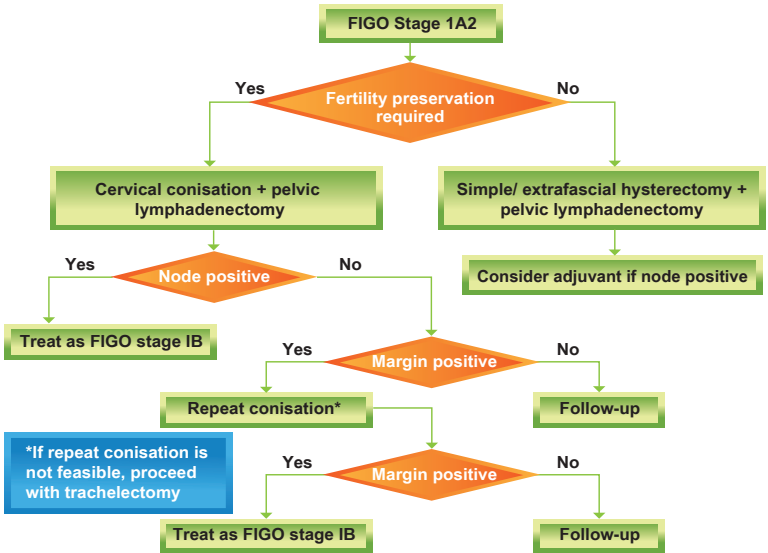 FIGO Stage 1A2
Yes
Fertility preservation
required
No
Cervical conisation + pelvic
lymphadenectomy
Simple/ extrafascial hysterectomy +
pelvic lymphadenectomy
Yes
Node positive
No
Consider adjuvant if node positive
Treat as FIGO stage IB
Yes
Margin positive
No
Repeat conisation*
Follow-up
*If repeat conisation is
not feasible, proceed
with trachelectomy
Yes
Margin positive
No
Treat as FIGO stage IB
Follow-up